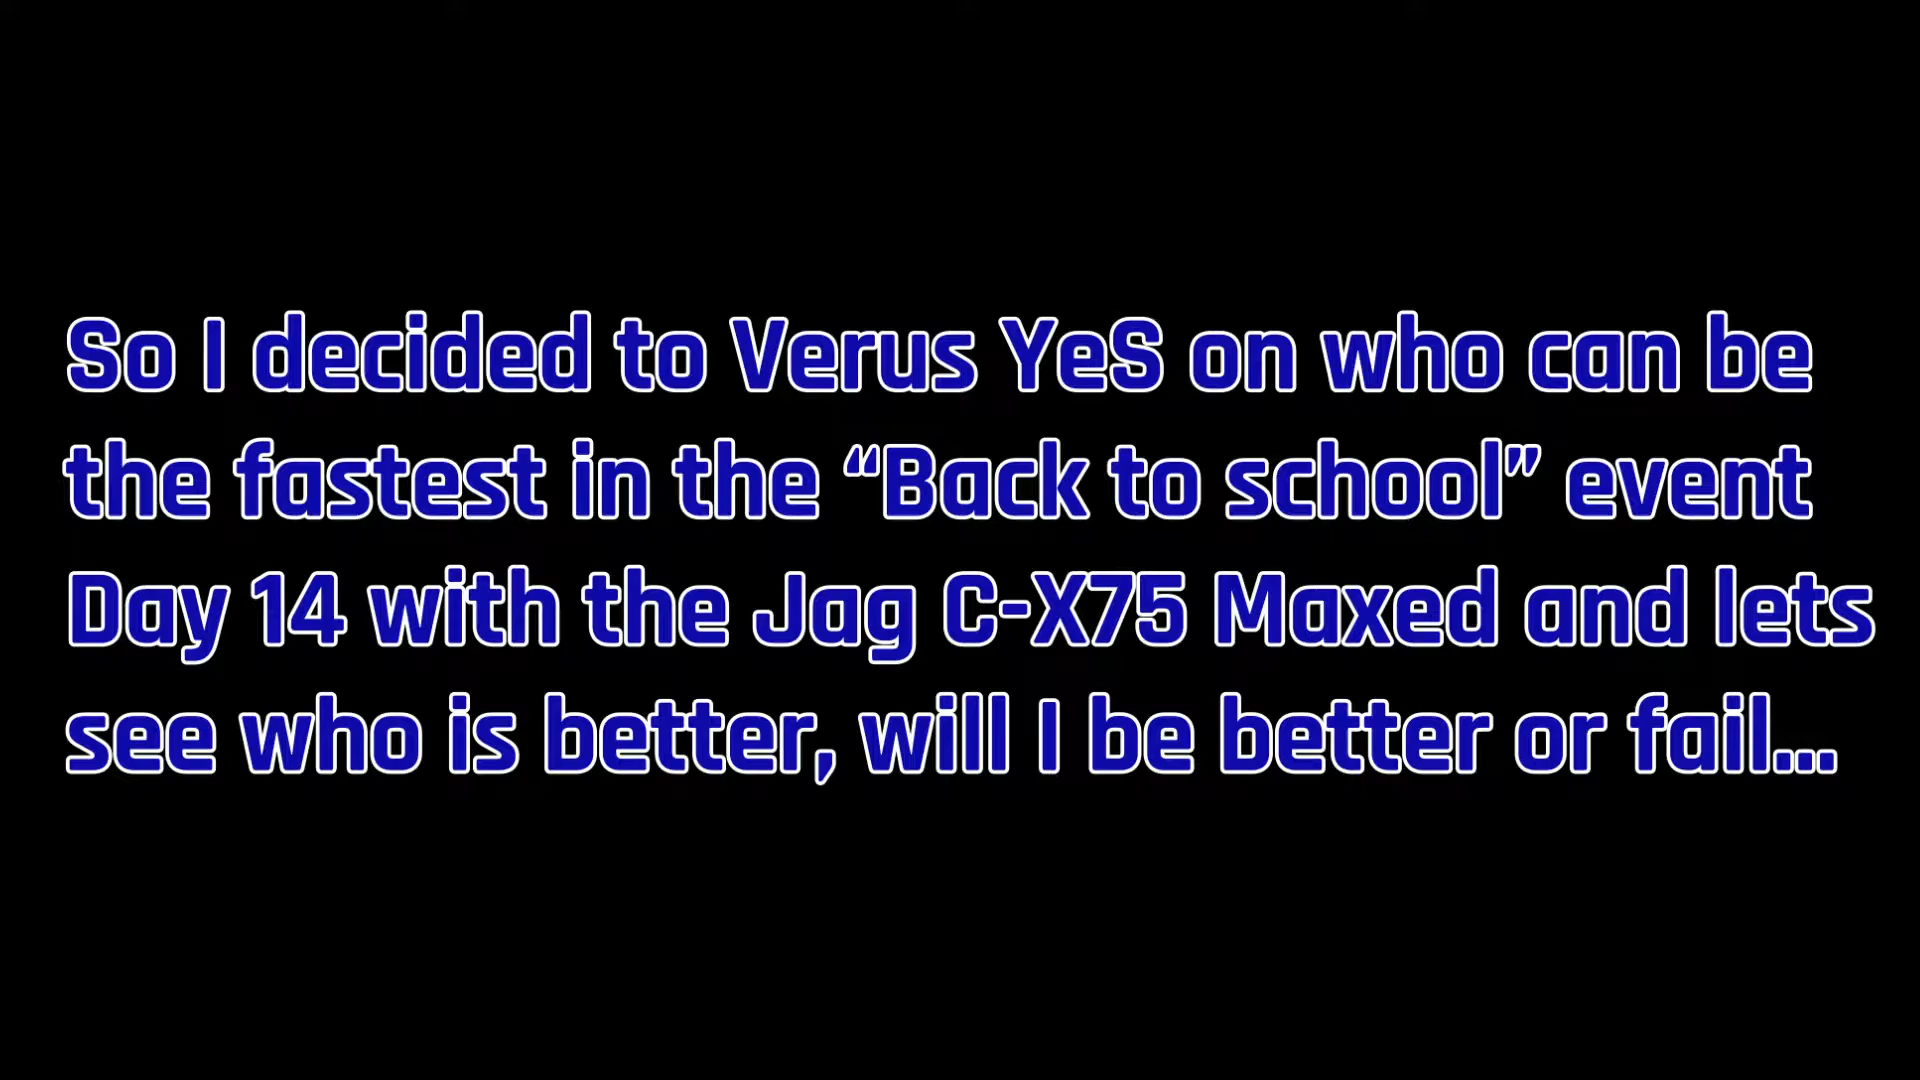 So I decided to Verus YeS on who can be
the fastest in the “Back to school” event
Day 14 with the Jag C-X75 Maxed and lets
see who is better, will I be better or fail...